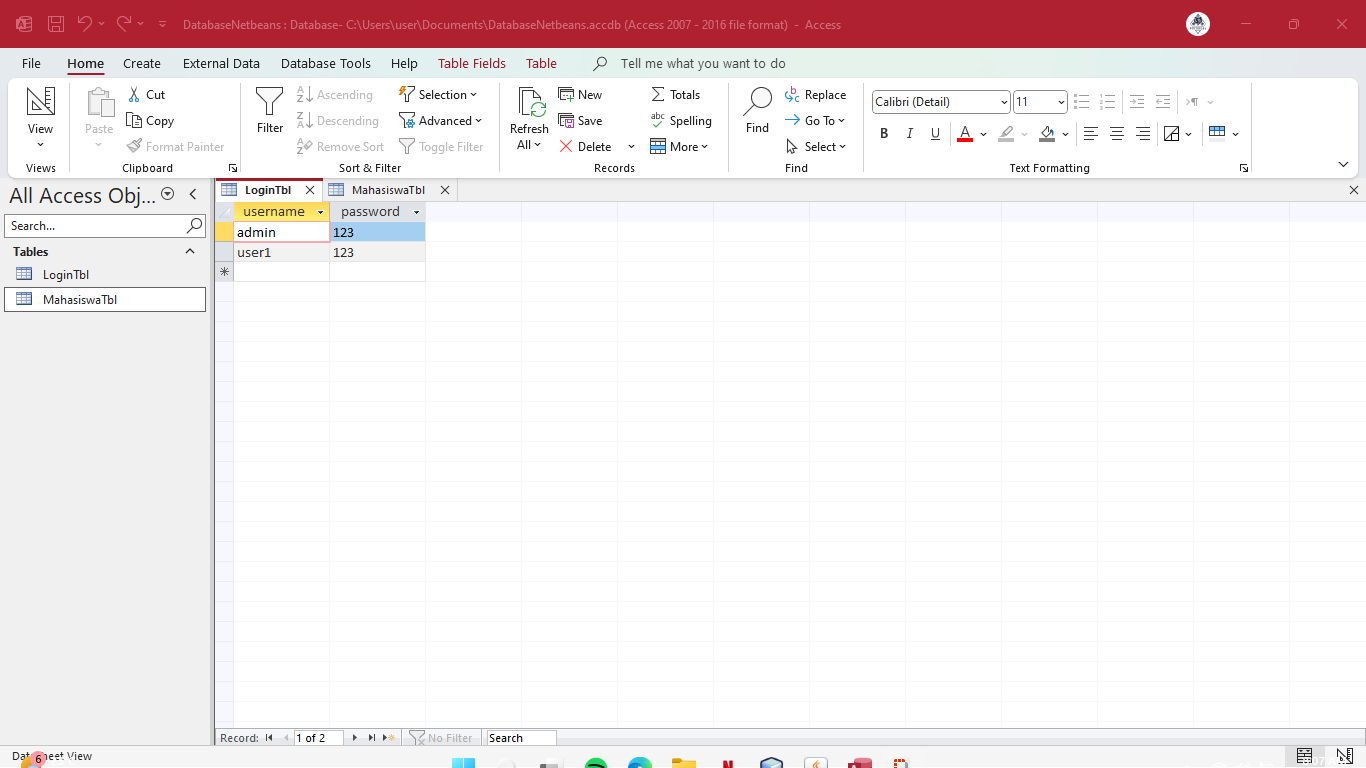 DatabaseNetbeans : Database- C:\Users\user\Documents\DatabaseNetbeans.accdb (Access 2007 - 2016 file format) - Access
File Home Create External Data Database Tools Help Table Fields Table Tell me what you want to do
View
Views
Paste
Cut
Copy
Format Painter
Clipboard
Filter
Ascending
Descending
Remove Sort
Selection
Advanced
Toggle Filter
Sort & Filter
Refresh
All
New
Save
Delete
Totals
Spelling
More
Records
Find
Replace
Go To
Select
Find
Calibri (Detail) 11
B I U A
Text Formatting
All Access Obj...
Search...
Tables
LoginTbl
MahasiswaTbl
LoginTbl MahasiswaTbl
username password
admin 123
user1 123
Record: 1 of 2 No Filter Search
6